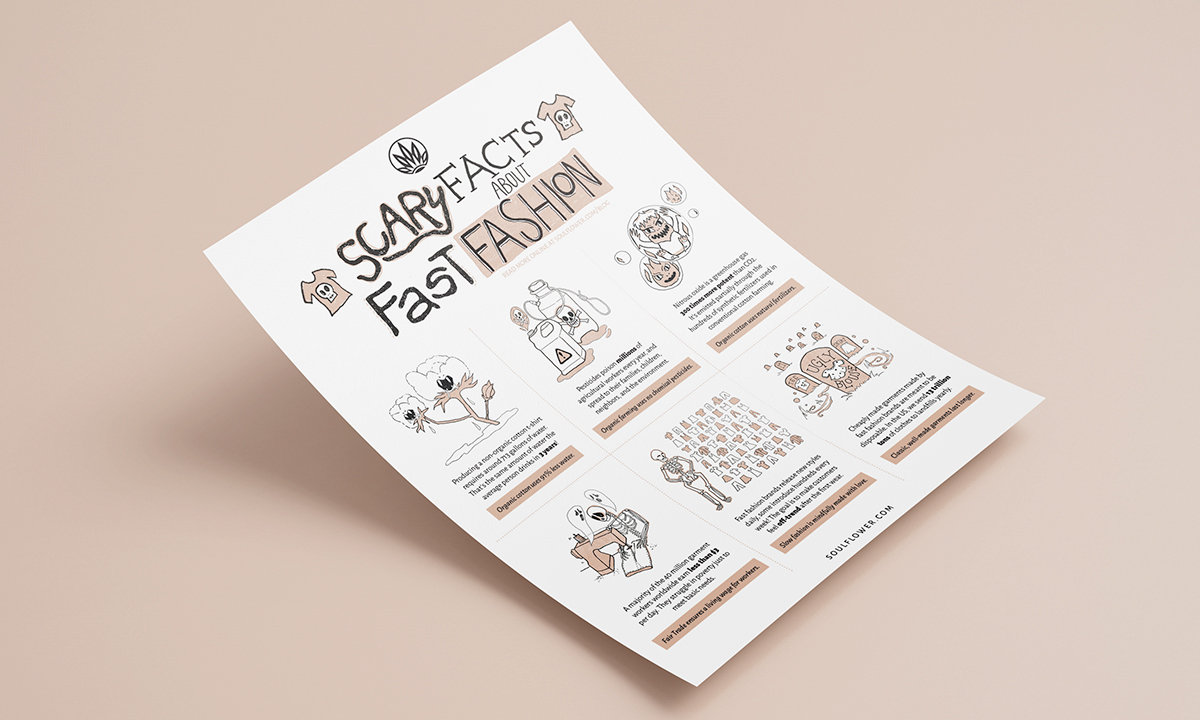 SCARY FACTS
ABOUT
FAST FASHION
READ MORE ONLINE AT SOULFLOWER.COM/BLOG
Producing a non-organic cotton t-shirt
requires around 713 gallons of water.
That's the same amount of water the
average person drinks in 3 years!
Organic cotton uses 91% less water.
Pesticides poison millions of
agricultural workers every year, and
spread to their families, children,
neighbors, and the environment.
Organic farming uses no chemical pesticides.
Nitrous oxide is a greenhouse gas
300 times more potent than CO2.
It's emitted partially through the
hundreds of synthetic fertilizers used in
conventional cotton farming.
Organic cotton uses natural fertilizers.
A majority of the 40 million garment
workers worldwide earn less than $3
per day. They struggle in poverty just to
meet basic needs.
Fair Trade ensures a living wage for workers.
Fast fashion brands release new styles
daily, some introduce hundreds every
week! The goal is to make customers
feel off-trend after the first wear.
Slow fashion is mindfully made with love.
UGLY
BLOUSE
Cheaply made garments made by
fast fashion brands are meant to be
disposable. In the US, we send 13 billion
tons of clothes to landfills yearly.
Classic, well-made garments last longer.
SOULFLOWER.COM